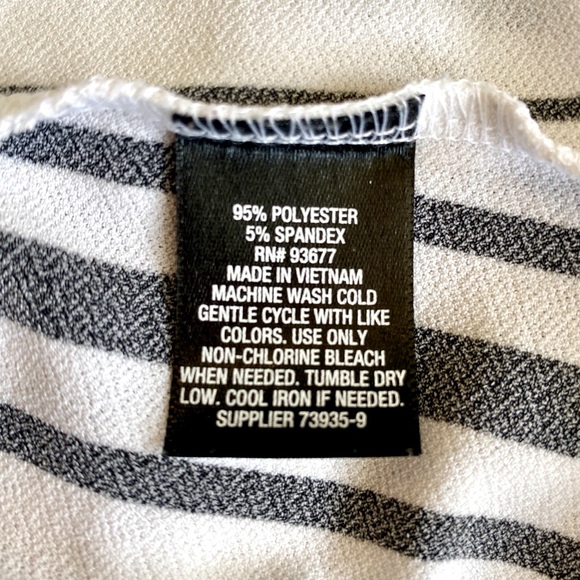 95% POLYESTER
5% SPANDEX
RN# 93677
MADE IN VIETNAM
MACHINE WASH COLD
GENTLE CYCLE WITH LIKE
COLORS. USE ONLY
NON-CHLORINE BLEACH
WHEN NEEDED. TUMBLE DRY
LOW. COOL IRON IF NEEDED.
SUPPLIER 73935-9